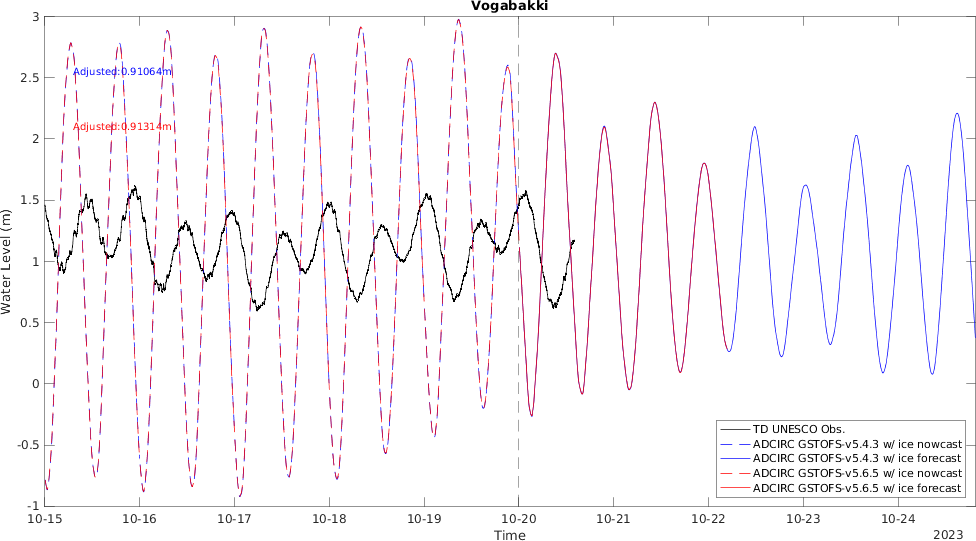 Vogabakki
3
2.5
2
1.5
1
0.5
0
-0.5
-1
Water Level (m)
Adjusted:0.91064m
Adjusted:0.91314m
TD UNESCO Obs.
ADCIRC GSTOFS-v5.4.3 w/ ice nowcast
ADCIRC GSTOFS-v5.4.3 w/ ice forecast
ADCIRC GSTOFS-v5.6.5 w/ ice nowcast
ADCIRC GSTOFS-v5.6.5 w/ ice forecast
10-15 10-16 10-17 10-18 10-19 10-20 10-21 10-22 10-23 10-24
Time
2023